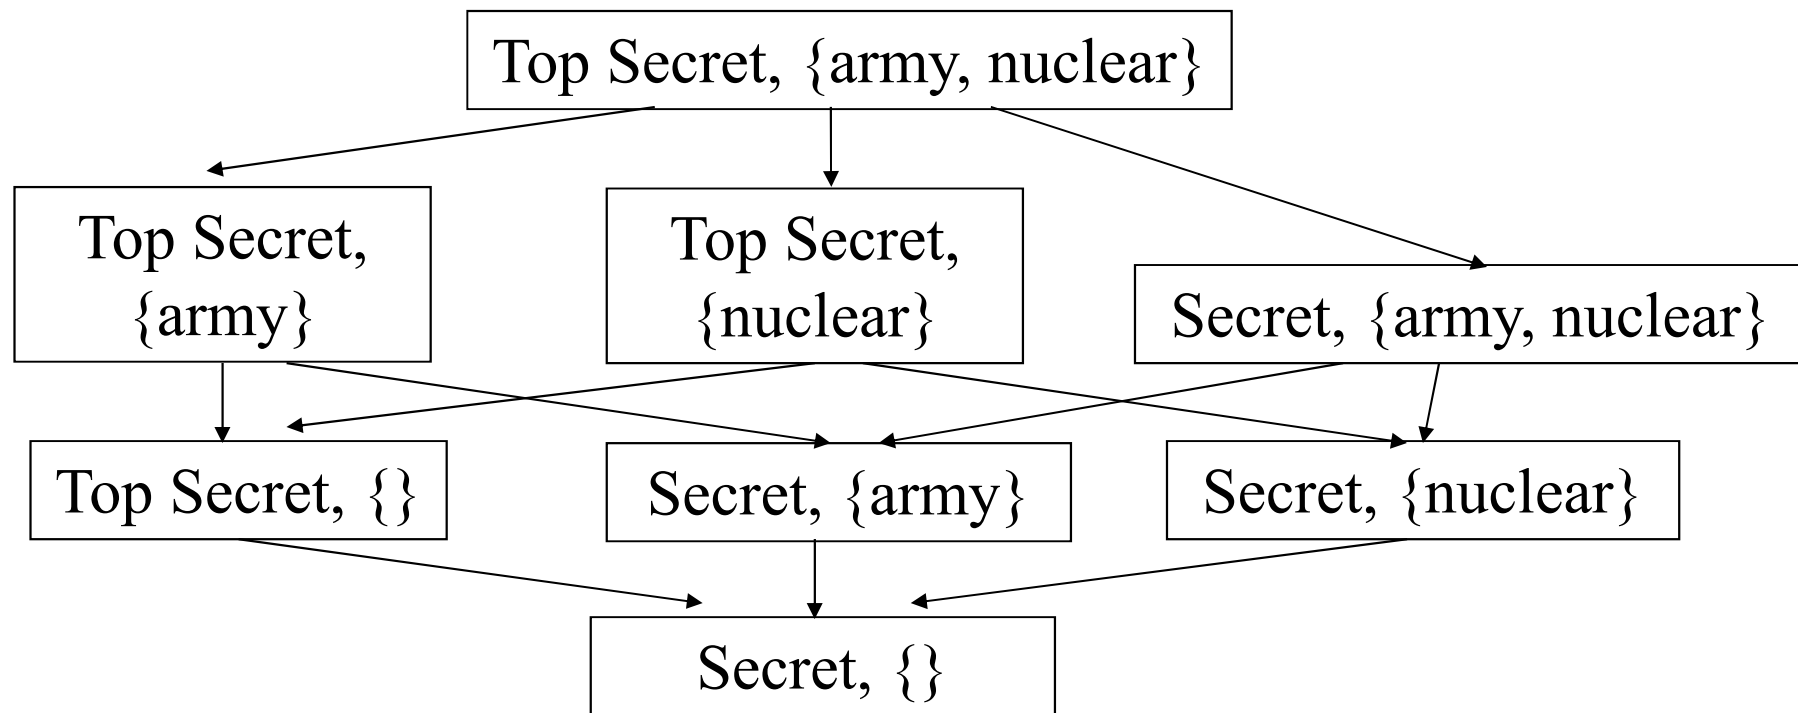 Top Secret, {army, nuclear}
Top Secret,
{army}
Top Secret,
{nuclear}
Secret, {army, nuclear}
Top Secret, {}
Secret, {army}
Secret, {nuclear}
Secret, {}